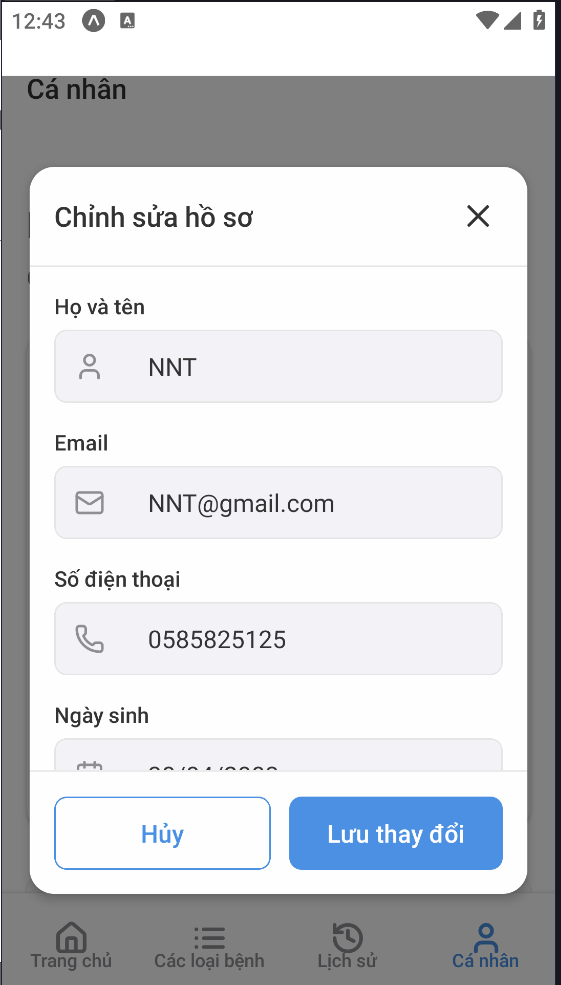 12:43
Cá nhân
Chỉnh sửa hồ sơ
Họ và tên
NNT
Email
NNT@gmail.com
Số điện thoại
0585825125
Ngày sinh
Hủy
Lưu thay đổi
Trang chủ
Các loại bệnh
Lịch sử
Cá nhân